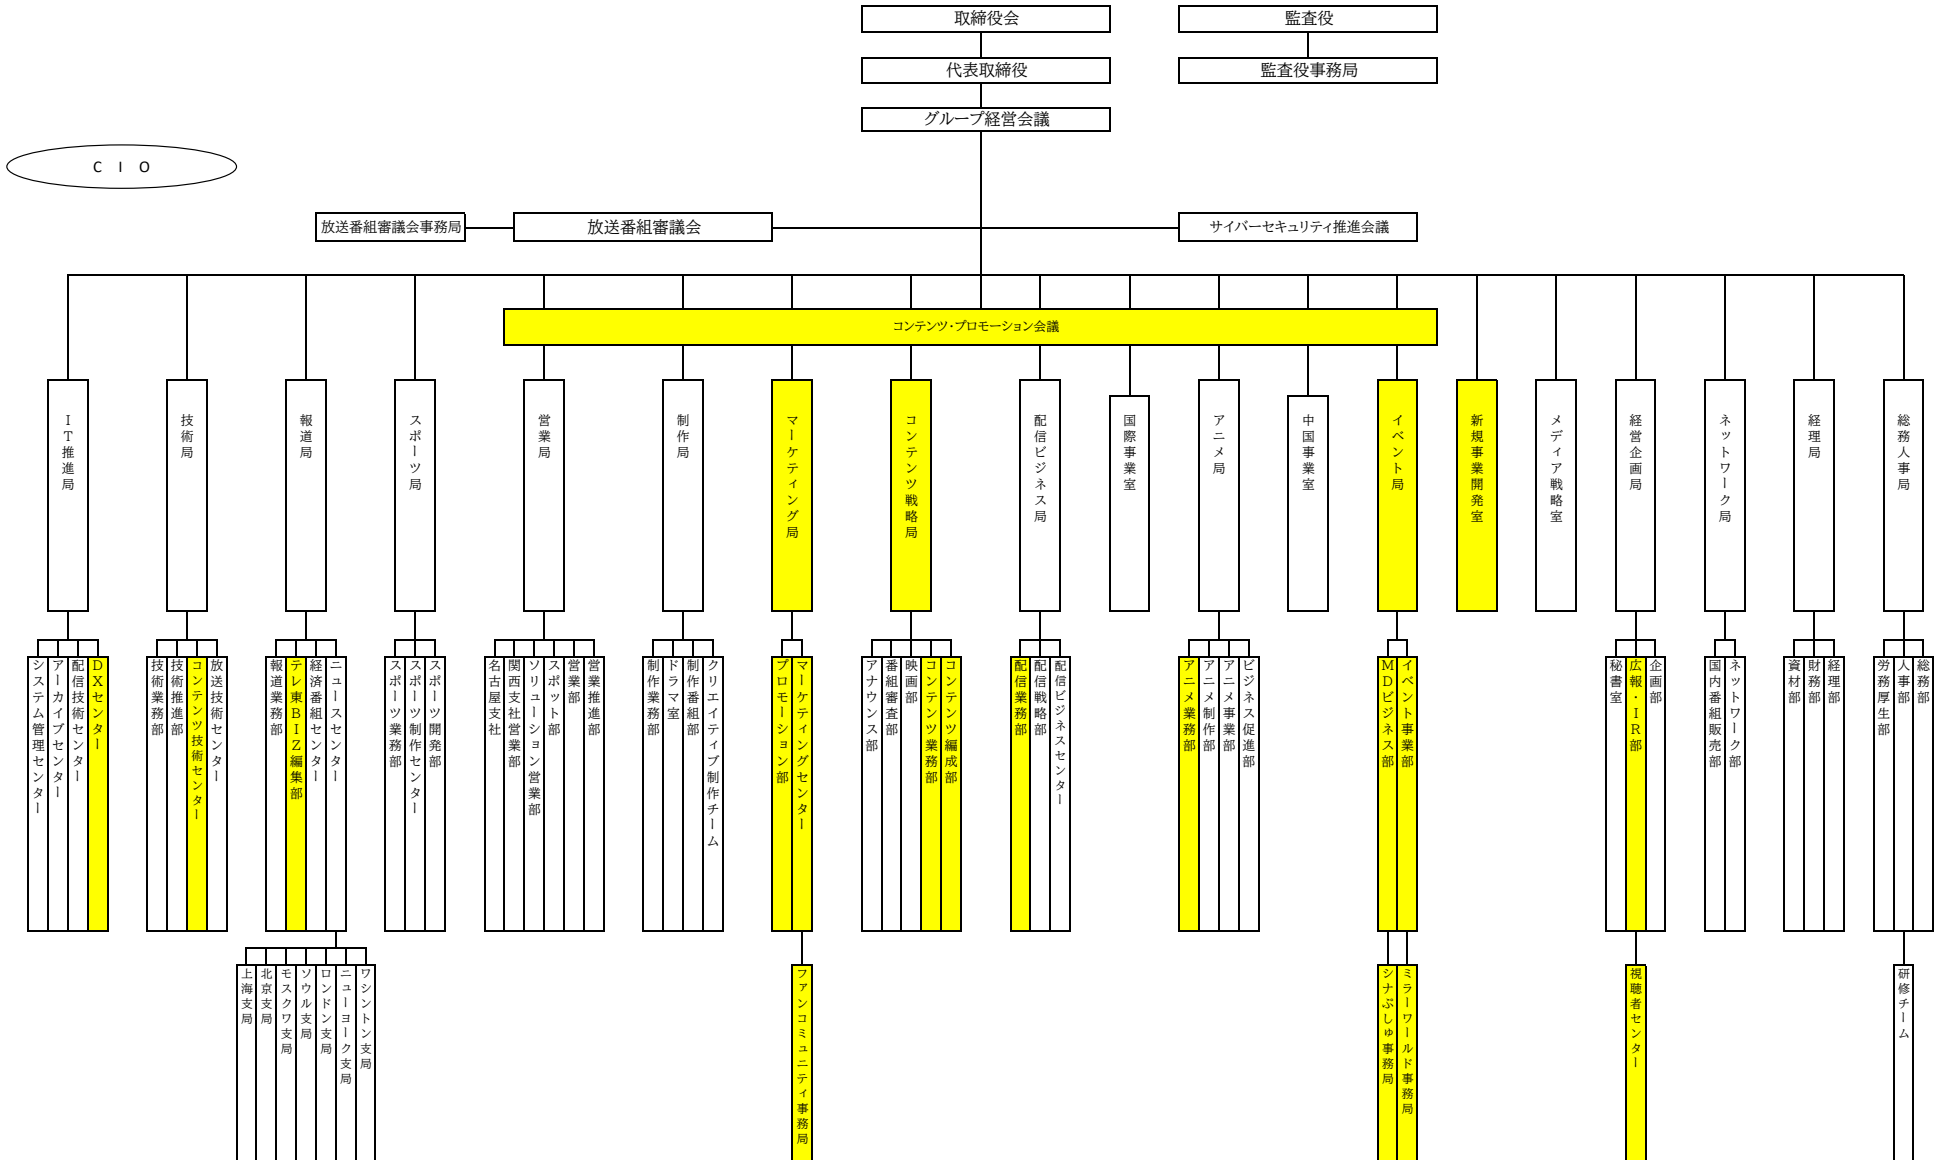 取締役会
監査役
代表取締役
監査役事務局
グループ経営会議
C I O
放送番組審議会事務局
放送番組審議会
サイバーセキュリティ推進会議
コンテンツ・プロモーション会議
IT推進局
技術局
報道局
スポーツ局
営業局
制作局
マーケティング局
コンテンツ戦略局
配信ビジネス局
国際事業室
アニメ局
中国事業室
イベント局
新規事業開発室
メディア戦略室
経営企画局
ネットワーク局
経理局
総務人事局
システム管理センター
アーカイブセンター
配信技術センター
DXセンター
技術業務部
技術推進部
コンテンツ技術センター
放送技術センター
報道業務部
テレ東BIZ編集部
経済番組センター
ニュースセンター
スポーツ業務部
スポーツ制作センター
スポーツ開発部
名古屋支社
関西支社営業部
ソリューション営業部
スポット部
営業部
営業推進部
制作業務部
ドラマ室
制作番組部
クリエイティブ制作チーム
プロモーション部
マーケティングセンター
アナウンス部
番組審査部
映画部
コンテンツ業務部
コンテンツ編成部
配信業務部
配信戦略部
配信ビジネスセンター
アニメ業務部
アニメ制作部
アニメ事業部
ビジネス促進部
MDビジネス部
イベント事業部
秘書室
広報・IR部
企画部
国内番組販売部
ネットワーク部
資材部
財務部
経理部
労務厚生部
人事部
総務部
上海支局
北京支局
モスクワ支局
ソウル支局
ロンドン支局
ニューヨーク支局
ワシントン支局
ファンコミュニティ事務局
シナぷしゅ事務局
ミラーワールド事務局
視聴者センター
研修チーム